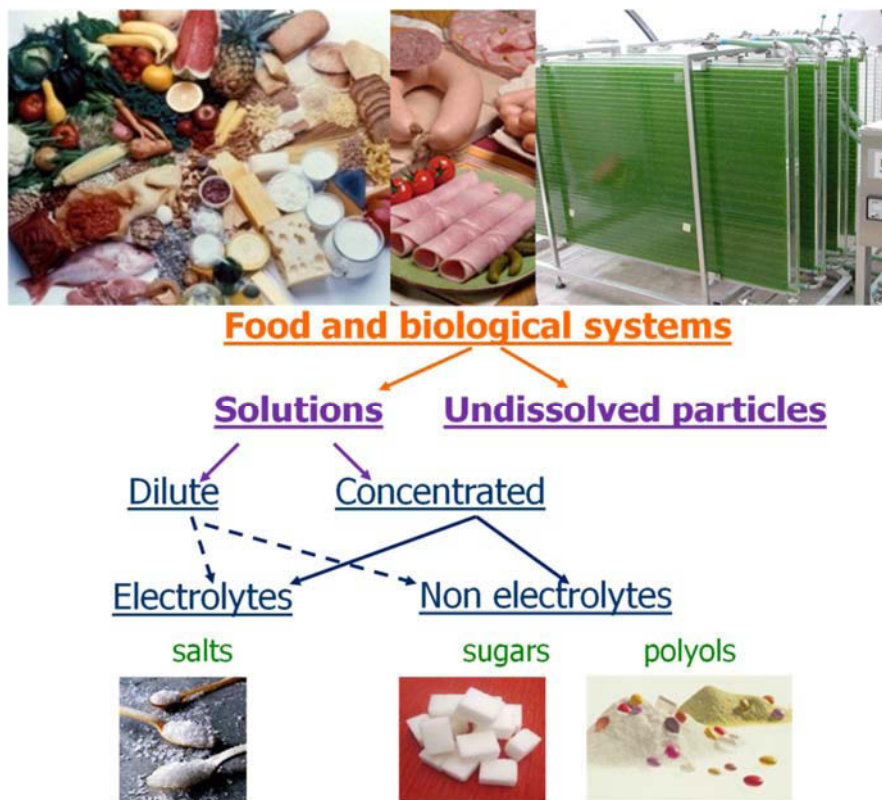 Food and biological systems
Solutions
Undissolved particles
Dilute
Concentrated
Electrolytes
Non electrolytes
salts
sugars
polyols